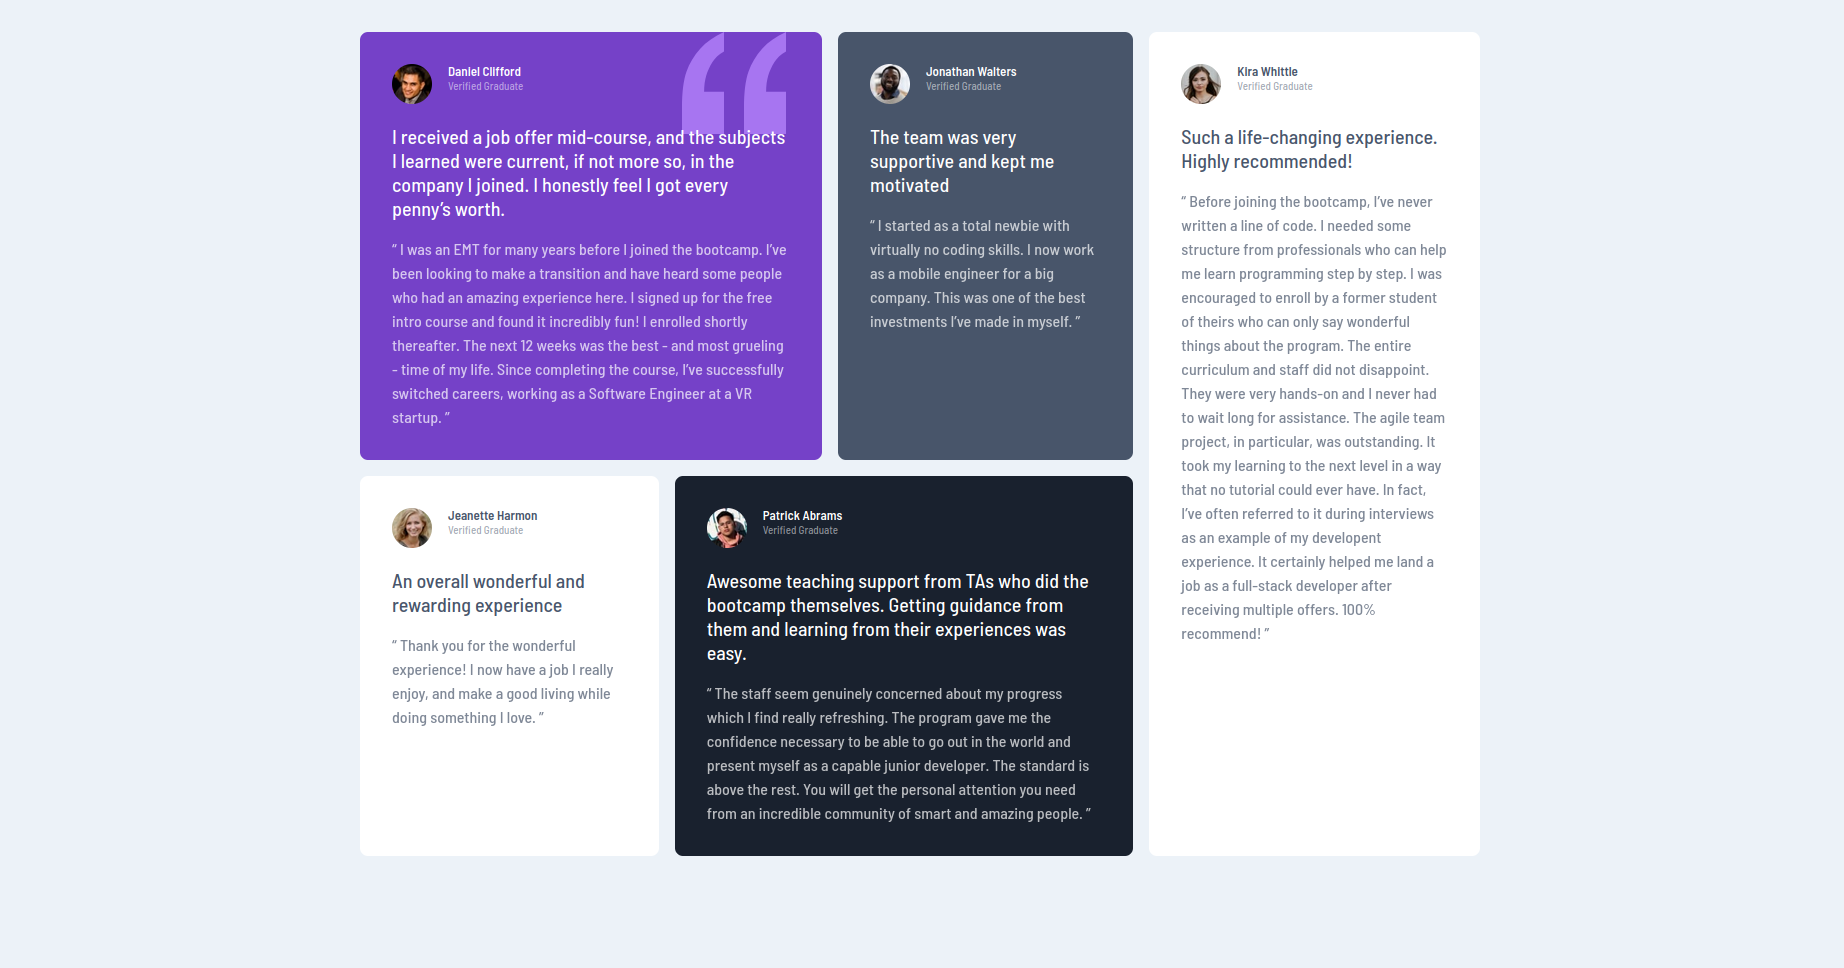 Daniel Clifford
Verified Graduate
I received a job offer mid-course, and the subjects
I learned were current, if not more so, in the
company I joined. I honestly feel I got every
penny’s worth.
“ I was an EMT for many years before I joined the bootcamp. I’ve
been looking to make a transition and have heard some people
who had an amazing experience here. I signed up for the free
intro course and found it incredibly fun! I enrolled shortly
thereafter. The next 12 weeks was the best - and most grueling
- time of my life. Since completing the course, I’ve successfully
switched careers, working as a Software Engineer at a VR
startup. ”
Jonathan Walters
Verified Graduate
The team was very
supportive and kept me
motivated
“ I started as a total newbie with
virtually no coding skills. I now work
as a mobile engineer for a big
company. This was one of the best
investments I’ve made in myself. ”
Kira Whittle
Verified Graduate
Such a life-changing experience.
Highly recommended!
“ Before joining the bootcamp, I’ve never
written a line of code. I needed some
structure from professionals who can help
me learn programming step by step. I was
encouraged to enroll by a former student
of theirs who can only say wonderful
things about the program. The entire
curriculum and staff did not disappoint.
They were very hands-on and I never had
to wait long for assistance. The agile team
project, in particular, was outstanding. It
took my learning to the next level in a way
that no tutorial could ever have. In fact,
I’ve often referred to it during interviews
as an example of my developent
experience. It certainly helped me land a
job as a full-stack developer after
receiving multiple offers. 100%
recommend! ”
Jeanette Harmon
Verified Graduate
An overall wonderful and
rewarding experience
“ Thank you for the wonderful
experience! I now have a job I really
enjoy, and make a good living while
doing something I love. ”
Patrick Abrams
Verified Graduate
Awesome teaching support from TAs who did the
bootcamp themselves. Getting guidance from
them and learning from their experiences was
easy.
“ The staff seem genuinely concerned about my progress
which I find really refreshing. The program gave me the
confidence necessary to be able to go out in the world and
present myself as a capable junior developer. The standard is
above the rest. You will get the personal attention you need
from an incredible community of smart and amazing people. ”